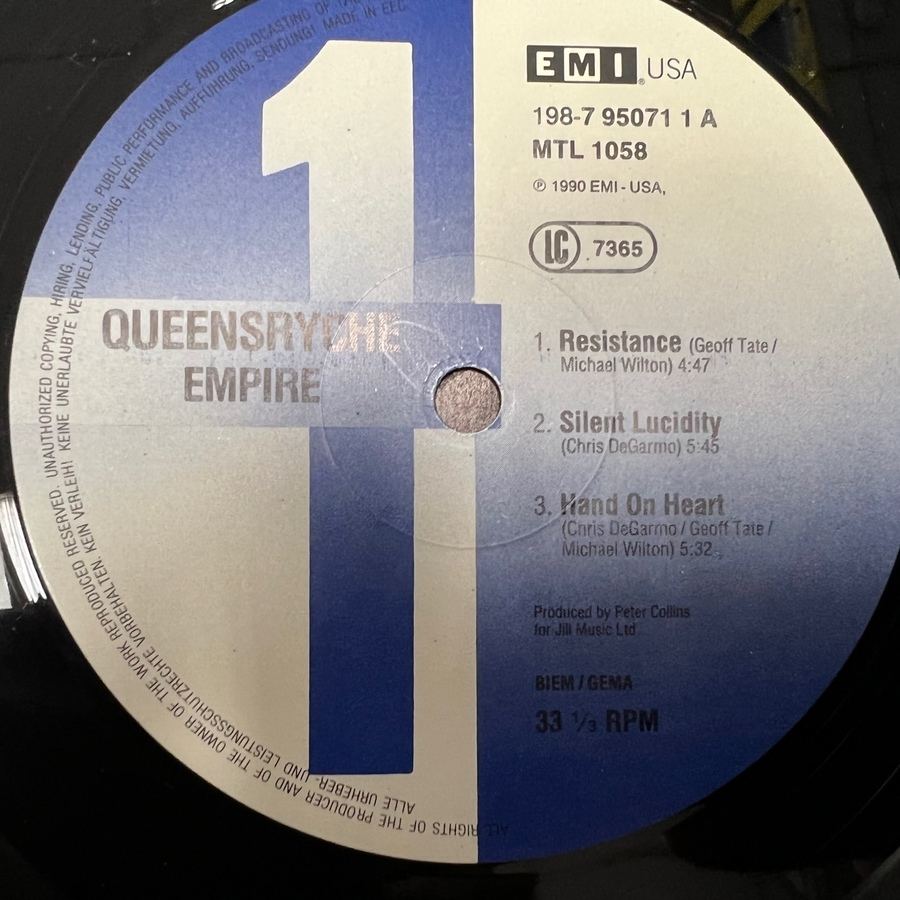 1
QUEENSRYCHE
EMPIRE
EMI USA
198-7 95071 1 A
MTL 1058
℗ 1990 EMI - USA,
LC 7365
1. Resistance (Geoff Tate /
Michael Wilton) 4:47
2. Silent Lucidity
(Chris DeGarmo) 5:45
3. Hand On Heart
(Chris DeGarmo / Geoff Tate /
Michael Wilton) 5:32
Produced by Peter Collins
for Jill Music Ltd
BIEM / GEMA
33 ⅓ RPM
ALL RIGHTS OF THE PRODUCER AND OF THE OWNER OF THE WORK REPRODUCED RESERVED. UNAUTHORIZED COPYING, HIRING, LENDING, PUBLIC PERFORMANCE AND BROADCASTING OF
ALLE URHEBER- UND LEISTUNGSSCHUTZRECHTE VORBEHALTEN. KEIN VERLEIH! KEINE UNERLAUBTE VERVIELFÄLTIGUNG, VERMIETUNG, AUFFÜHRUNG, SENDUNG! MADE IN EEC